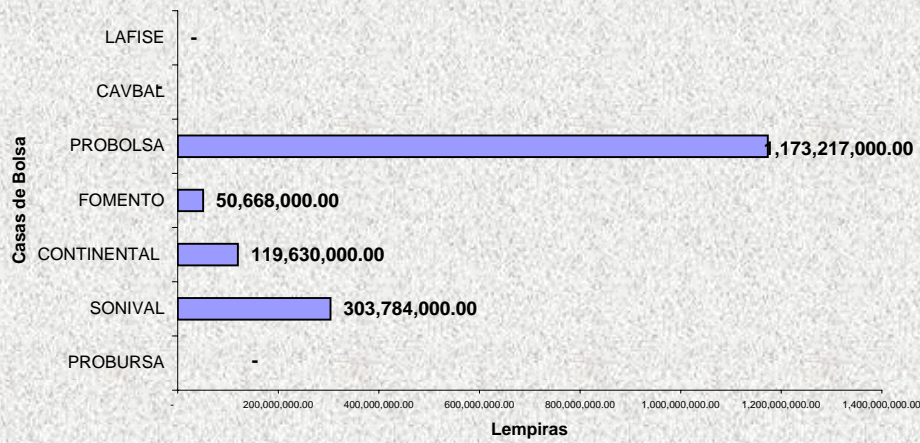 LAFISE -
CAVBAL -
PROBOLSA 1,173,217,000.00
FOMENTO 50,668,000.00
CONTINENTAL 119,630,000.00
SONIVAL 303,784,000.00
PROBURSA -
Casas de Bolsa
- 200,000,000.00 400,000,000.00 600,000,000.00 800,000,000.00 1,000,000,000.00 1,200,000,000.00 1,400,000,000.00
Lempiras